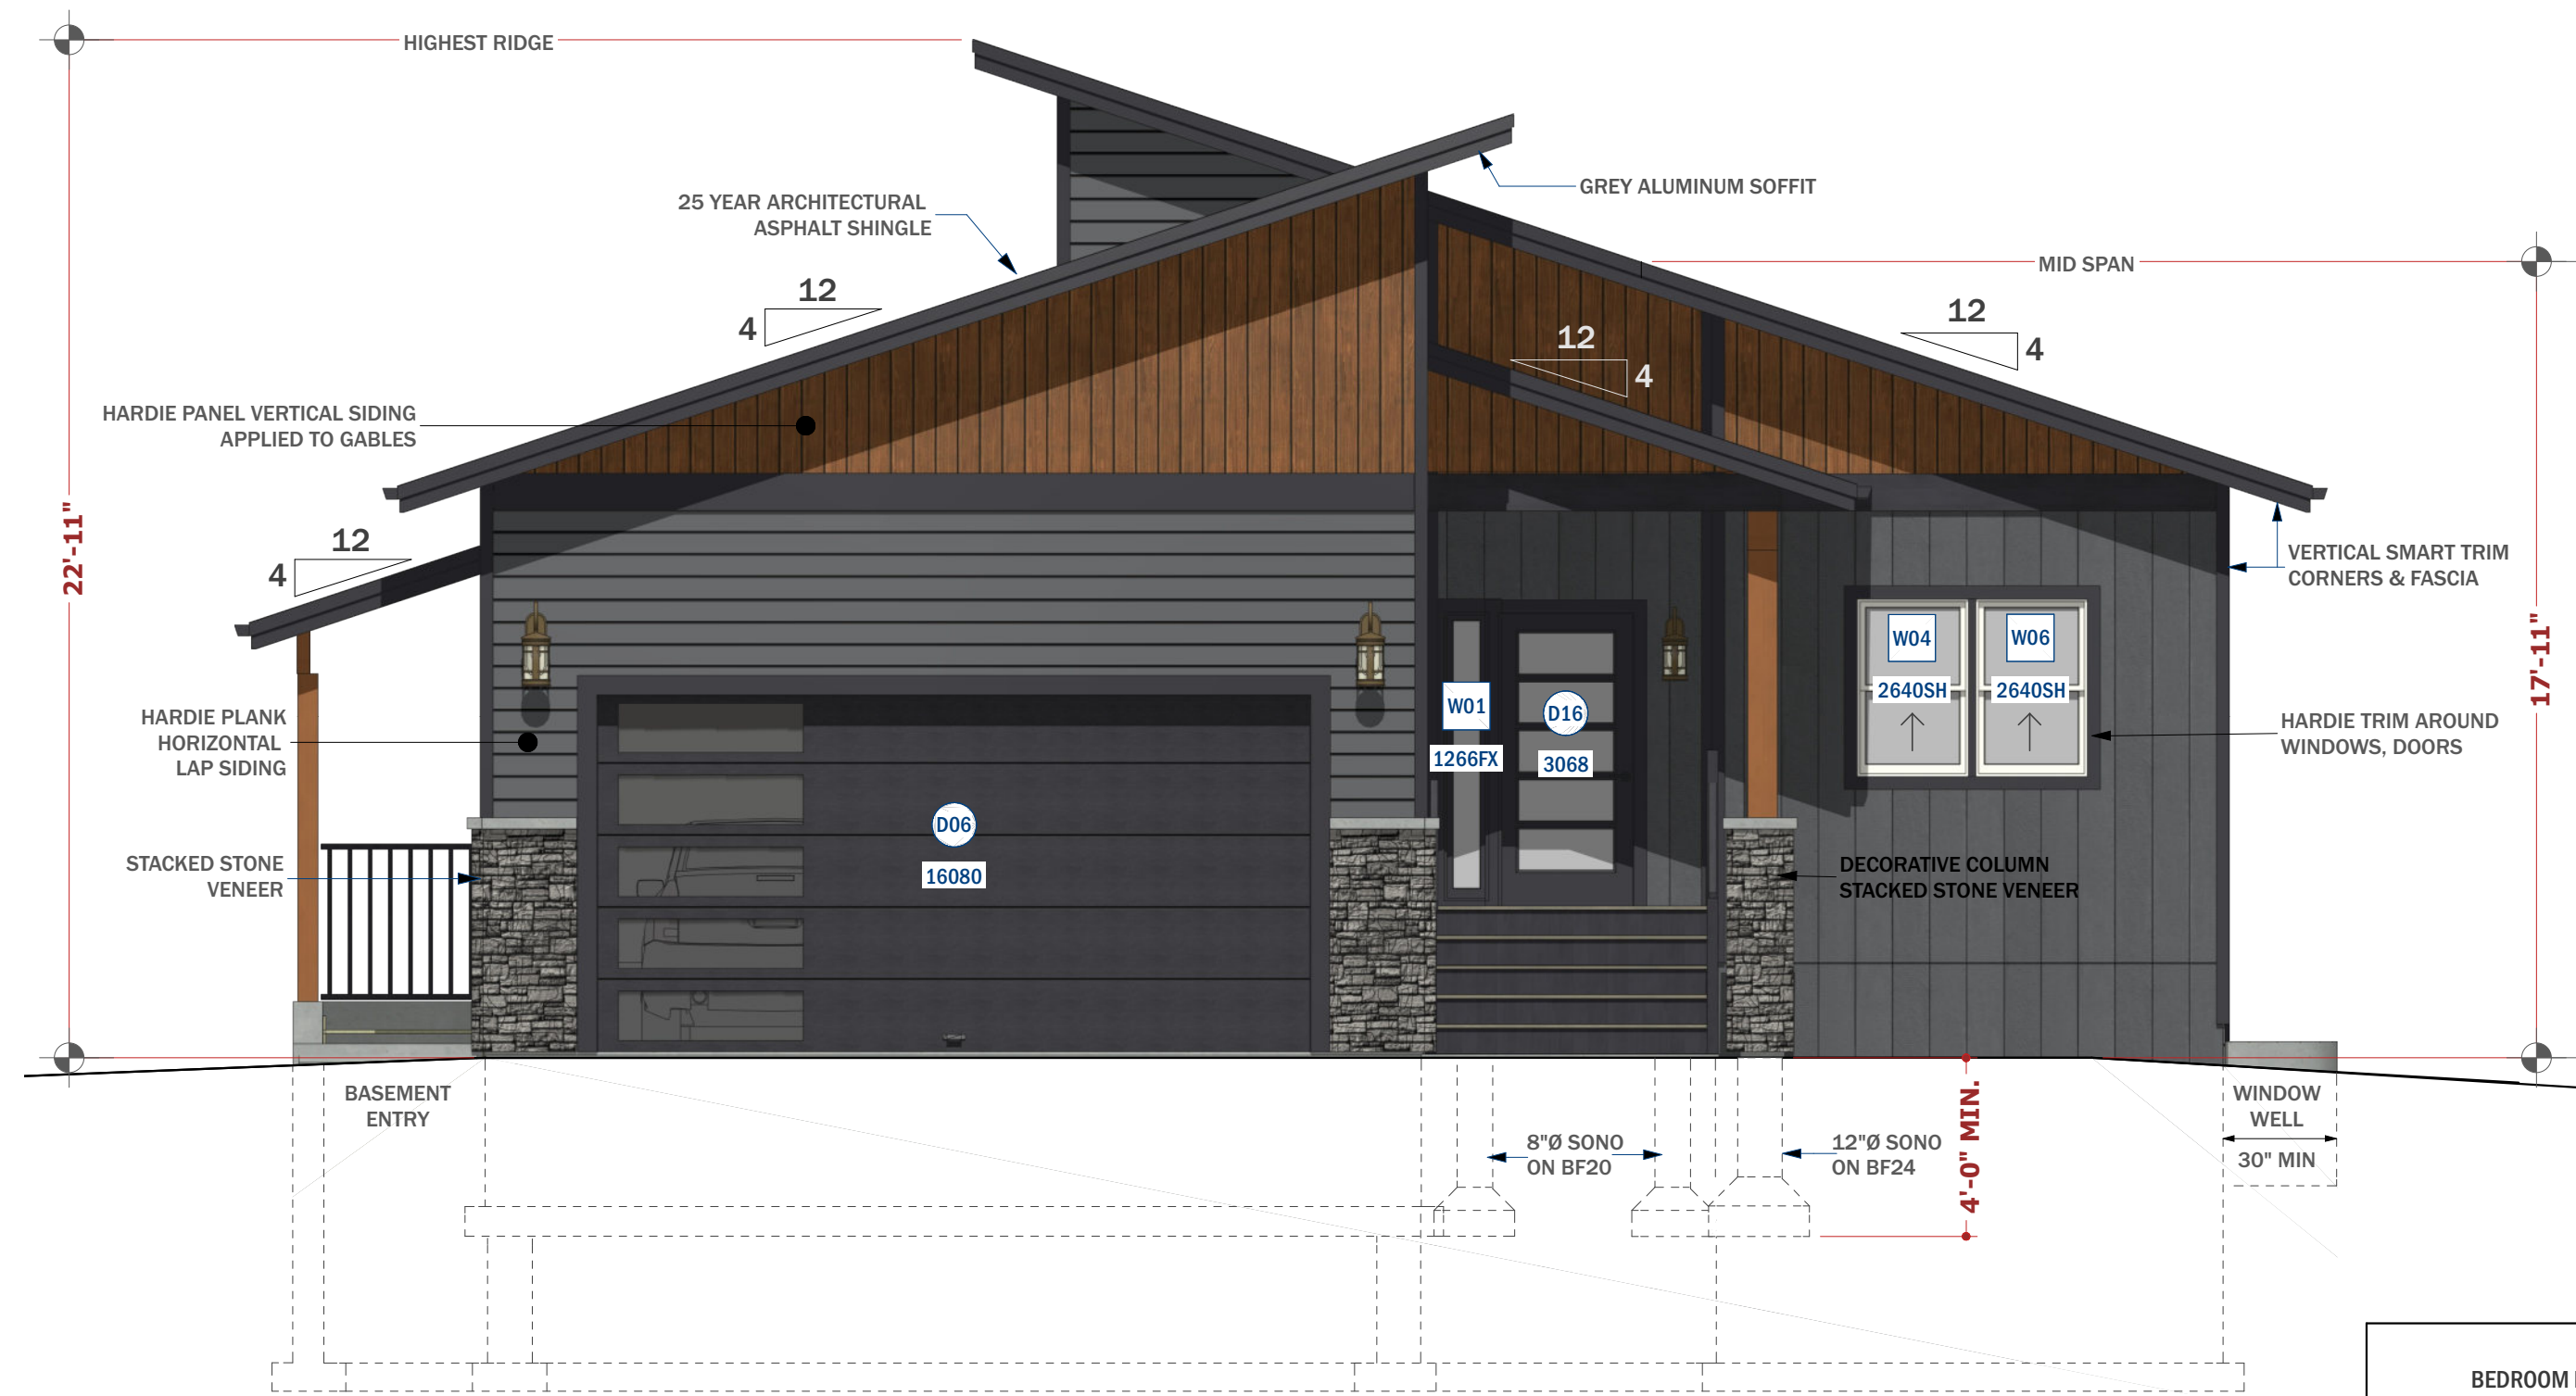 HIGHEST RIDGE
25 YEAR ARCHITECTURAL
ASPHALT SHINGLE
GREY ALUMINUM SOFFIT
MID SPAN
12
4
12
4
12
4
HARDIE PANEL VERTICAL SIDING
APPLIED TO GABLES
12
4
22'-11"
17'-11"
VERTICAL SMART TRIM
CORNERS & FASCIA
HARDIE PLANK
HORIZONTAL
LAP SIDING
W01
1266FX
D16
3068
W04
2640SH
W06
2640SH
HARDIE TRIM AROUND
WINDOWS, DOORS
STACKED STONE
VENEER
D06
16080
DECORATIVE COLUMN
STACKED STONE VENEER
BASEMENT
ENTRY
8"Ø SONO
ON BF20
12"Ø SONO
ON BF24
4'-0" MIN.
WINDOW
WELL
30" MIN
BEDROOM